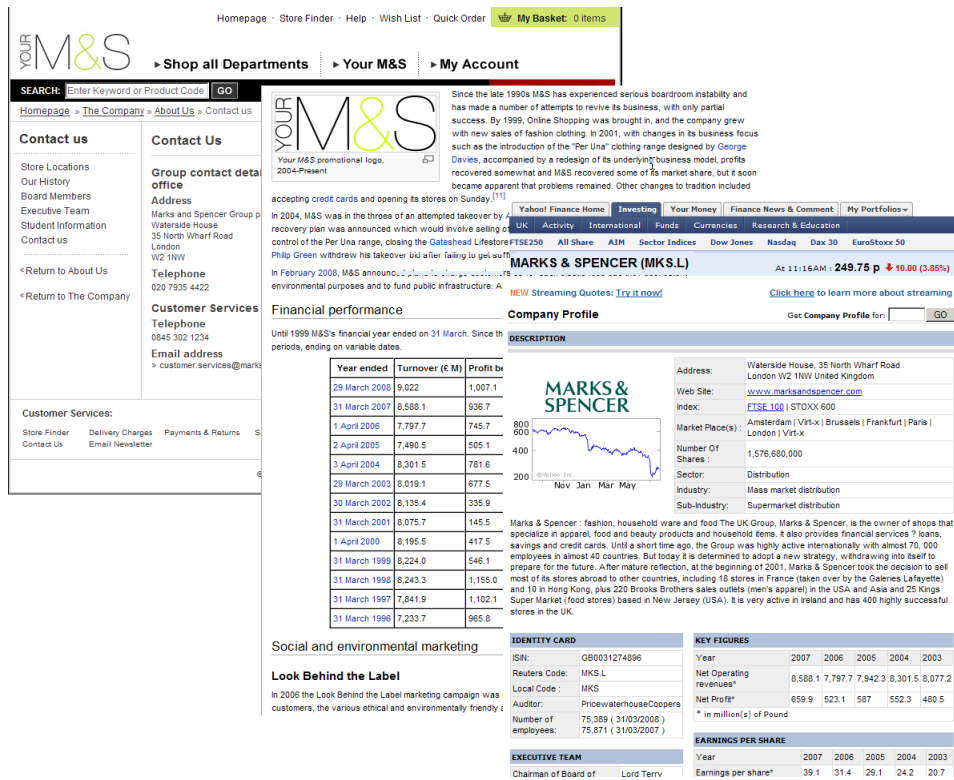 Homepage · Store Finder · Help · Wish List · Quick Order My Basket: 0 items
YOUR M&S
Shop all Departments Your M&S My Account
SEARCH: Enter Keyword or Product Code GO
Homepage » The Company » About Us » Contact us
Contact us
Store Locations
Our History
Board Members
Executive Team
Student Information
Contact us
Return to About Us
Return to The Company
Contact Us
Group contact detai
office
Address
Marks and Spencer Group p
Waterside House
35 North Wharf Road
London
W2 1NW
Telephone
020 7935 4422
Customer Services
Telephone
0845 302 1234
Email address
» customer.services@marks
Customer Services:
Store Finder Delivery Charges Payments & Returns S
Contact Us Email Newsletter
YOUR M&S
Your M&S promotional logo,
2004-Present
Since the late 1990s M&S has experienced serious boardroom instability and
has made a number of attempts to revive its business, with only partial
success. By 1999, Online Shopping was brought in, and the company grew
with new sales of fashion clothing. In 2001, with changes in its business focus
such as the introduction of the "Per Una" clothing range designed by George
Davies, accompanied by a redesign of its underlying business model, profits
recovered somewhat and M&S recovered some of its market share, but it soon
became apparent that problems remained. Other changes to tradition included
accepting credit cards and opening its stores on Sunday.[11]
In 2004, M&S was in the throes of an attempted takeover by A
recovery plan was announced which would involve selling of
control of the Per Una range, closing the Gateshead Lifestore
Philip Green withdrew his takeover bid after failing to get suff
In February 2008, M&S announced plans to charge customers
environmental purposes and to fund public infrastructure. A
Financial performance
Until 1999 M&S's financial year ended on 31 March. Since th
periods, ending on variable dates.
Year ended Turnover (£ M) Profit be
29 March 2008 9,022 1,007.1
31 March 2007 8,588.1 936.7
1 April 2006 7,797.7 745.7
2 April 2005 7,490.5 505.1
3 April 2004 8,301.5 781.6
29 March 2003 8,019.1 677.5
30 March 2002 8,135.4 335.9
31 March 2001 8,075.7 145.5
1 April 2000 8,195.5 417.5
31 March 1999 8,224.0 546.1
31 March 1998 8,243.3 1,155.0
31 March 1997 7,841.9 1,102.1
31 March 1996 7,233.7 965.8
Social and environmental marketing
Look Behind the Label
In 2006 the Look Behind the Label marketing campaign was
customers, the various ethical and environmentally friendly a
Yahoo! Finance Home Investing Your Money Finance News & Comment My Portfolios
UK Activity International Funds Currencies Research & Education
FTSE250 All Share AIM Sector Indices Dow Jones Nasdaq Dax 30 EuroStoxx 50
MARKS & SPENCER (MKS.L) At 11:16AM : 249.75 p 10.00 (3.85%)
NEW Streaming Quotes: Try it now! Click here to learn more about streaming
Company Profile Get Company Profile for: GO
DESCRIPTION
MARKS &
SPENCER
800
600
400
200
©Yahoo Inc
Nov Jan Mar May
Address: Waterside House, 35 North Wharf Road
London W2 1NW United Kingdom
Web Site: www.marksandspencer.com
Index: FTSE 100 | STOXX 600
Market Place(s) : Amsterdam | Virt-x | Brussels | Frankfurt | Paris |
London | Virt-x
Number Of
Shares : 1,576,680,000
Sector: Distribution
Industry: Mass market distribution
Sub-Industry: Supermarket distribution
Marks & Spencer : fashion, household ware and food The UK Group, Marks & Spencer, is the owner of shops that
specialize in apparel, food and beauty products and household items. It also provides financial services ? loans,
savings and credit cards. Until a short time ago, the Group was highly active internationally with almost 70, 000
employees in almost 40 countries. But today it is determined to adopt a new strategy, withdrawing into itself to
prepare for the future. After mature reflection, at the beginning of 2001, Marks & Spencer took the decision to sell
most of its stores abroad to other countries, including 18 stores in France (taken over by the Galeries Lafayette)
and 10 in Hong Kong, plus 220 Brooks Brothers sales outlets (men's apparel) in the USA and Asia and 25 Kings
Super Market (food stores) based in New Jersey (USA). It is very active in Ireland and has 400 highly successful
stores in the UK.
IDENTITY CARD
ISIN: GB0031274896
Reuters Code: MKS.L
Local Code : MKS
Auditor: PricewaterhouseCoopers
Number of
employees: 75,389 ( 31/03/2008 )
75,871 ( 31/03/2007 )
EXECUTIVE TEAM
Chairman of Board of Lord Terry
KEY FIGURES
Year 2007 2006 2005 2004 2003
Net Operating
revenues* 8,588.1 7,797.7 7,942.3 8,301.5 8,077.2
Net Profit* 659.9 523.1 587 552.3 480.5
* in million(s) of Pound
EARNINGS PER SHARE
Year 2007 2006 2005 2004 2003
Earnings per share* 39.1 31.4 29.1 24.2 20.7